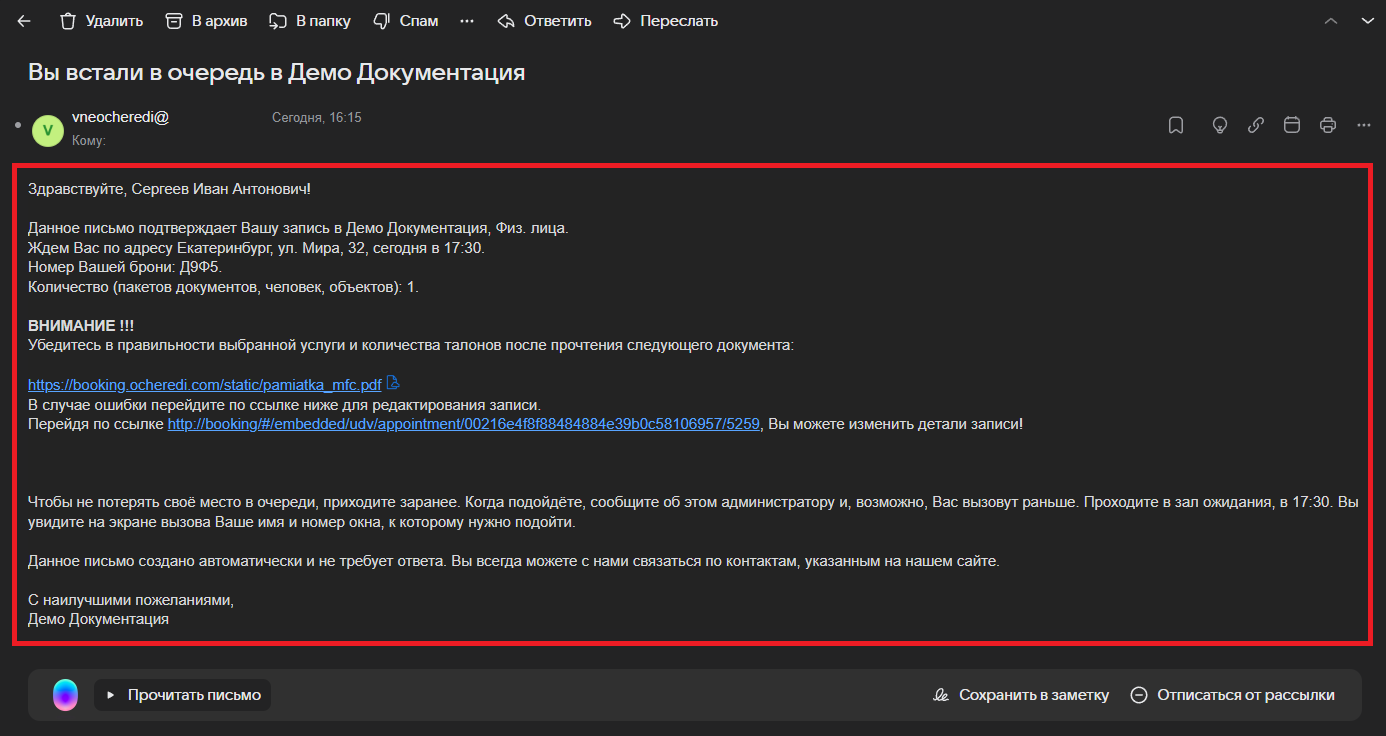 Удалить В архив В папку Спам Ответить Переслать
Вы встали в очередь в Демо Документация
V
vneocheredi@ Сегодня, 16:15
Кому:
Здравствуйте, Сергеев Иван Антонович!
Данное письмо подтверждает Вашу запись в Демо Документация, Физ. лица.
Ждем Вас по адресу Екатеринбург, ул. Мира, 32, сегодня в 17:30.
Номер Вашей брони: Д9Ф5.
Количество (пакетов документов, человек, объектов): 1.
ВНИМАНИЕ !!!
Убедитесь в правильности выбранной услуги и количества талонов после прочтения следующего документа:
https://booking.ocheredi.com/static/pamiatka_mfc.pdf
В случае ошибки перейдите по ссылке ниже для редактирования записи.
Перейдя по ссылке http://booking/#/embedded/udv/appointment/00216e4f8f88484884e39b0c58106957/5259, Вы можете изменить детали записи!
Чтобы не потерять своё место в очереди, приходите заранее. Когда подойдёте, сообщите об этом администратору и, возможно, Вас вызовут раньше. Проходите в зал ожидания, в 17:30. Вы
увидите на экране вызова Ваше имя и номер окна, к которому нужно подойти.
Данное письмо создано автоматически и не требует ответа. Вы всегда можете с нами связаться по контактам, указанным на нашем сайте.
С наилучшими пожеланиями,
Демо Документация
Прочитать письмо Сохранить в заметку Отписаться от рассылки